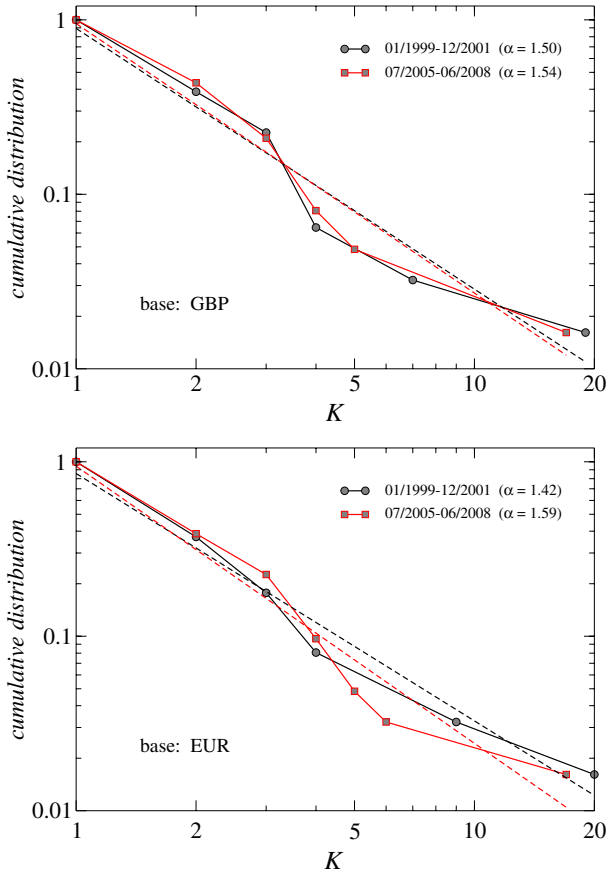 1
01/1999-12/2001 (α = 1.50)
07/2005-06/2008 (α = 1.54)
cumulative distribution
0.1
base: GBP
0.01
1 2 5 10 20
K
1
01/1999-12/2001 (α = 1.42)
07/2005-06/2008 (α = 1.59)
cumulative distribution
0.1
base: EUR
0.01
1 2 5 10 20
K